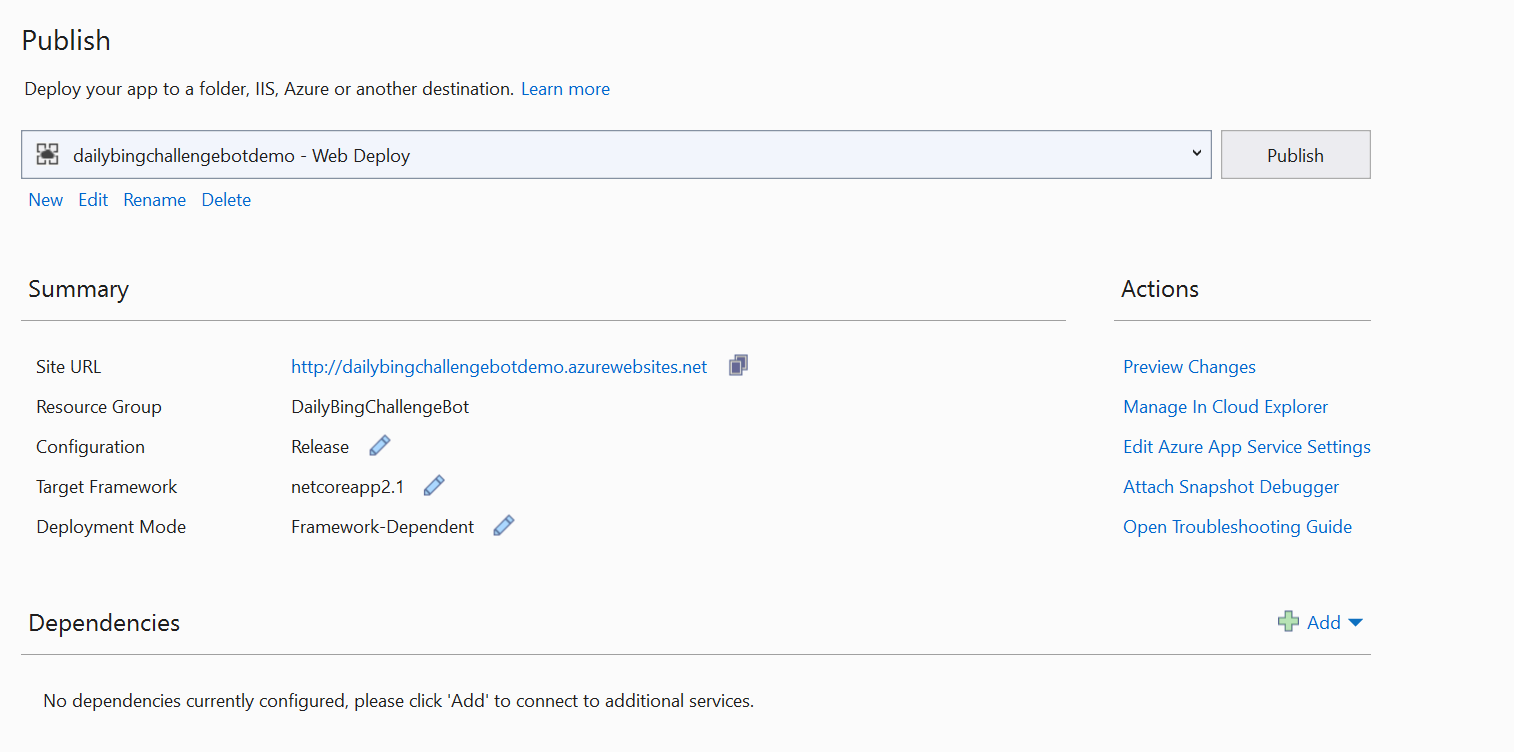 Publish
Deploy your app to a folder, IIS, Azure or another destination. Learn more
dailybingchallengebotdemo - Web Deploy
Publish
New Edit Rename Delete
Summary
Site URL http://dailybingchallengebotdemo.azurewebsites.net
Resource Group DailyBingChallengeBot
Configuration Release
Target Framework netcoreapp2.1
Deployment Mode Framework-Dependent
Actions
Preview Changes
Manage In Cloud Explorer
Edit Azure App Service Settings
Attach Snapshot Debugger
Open Troubleshooting Guide
Dependencies
Add
No dependencies currently configured, please click 'Add' to connect to additional services.